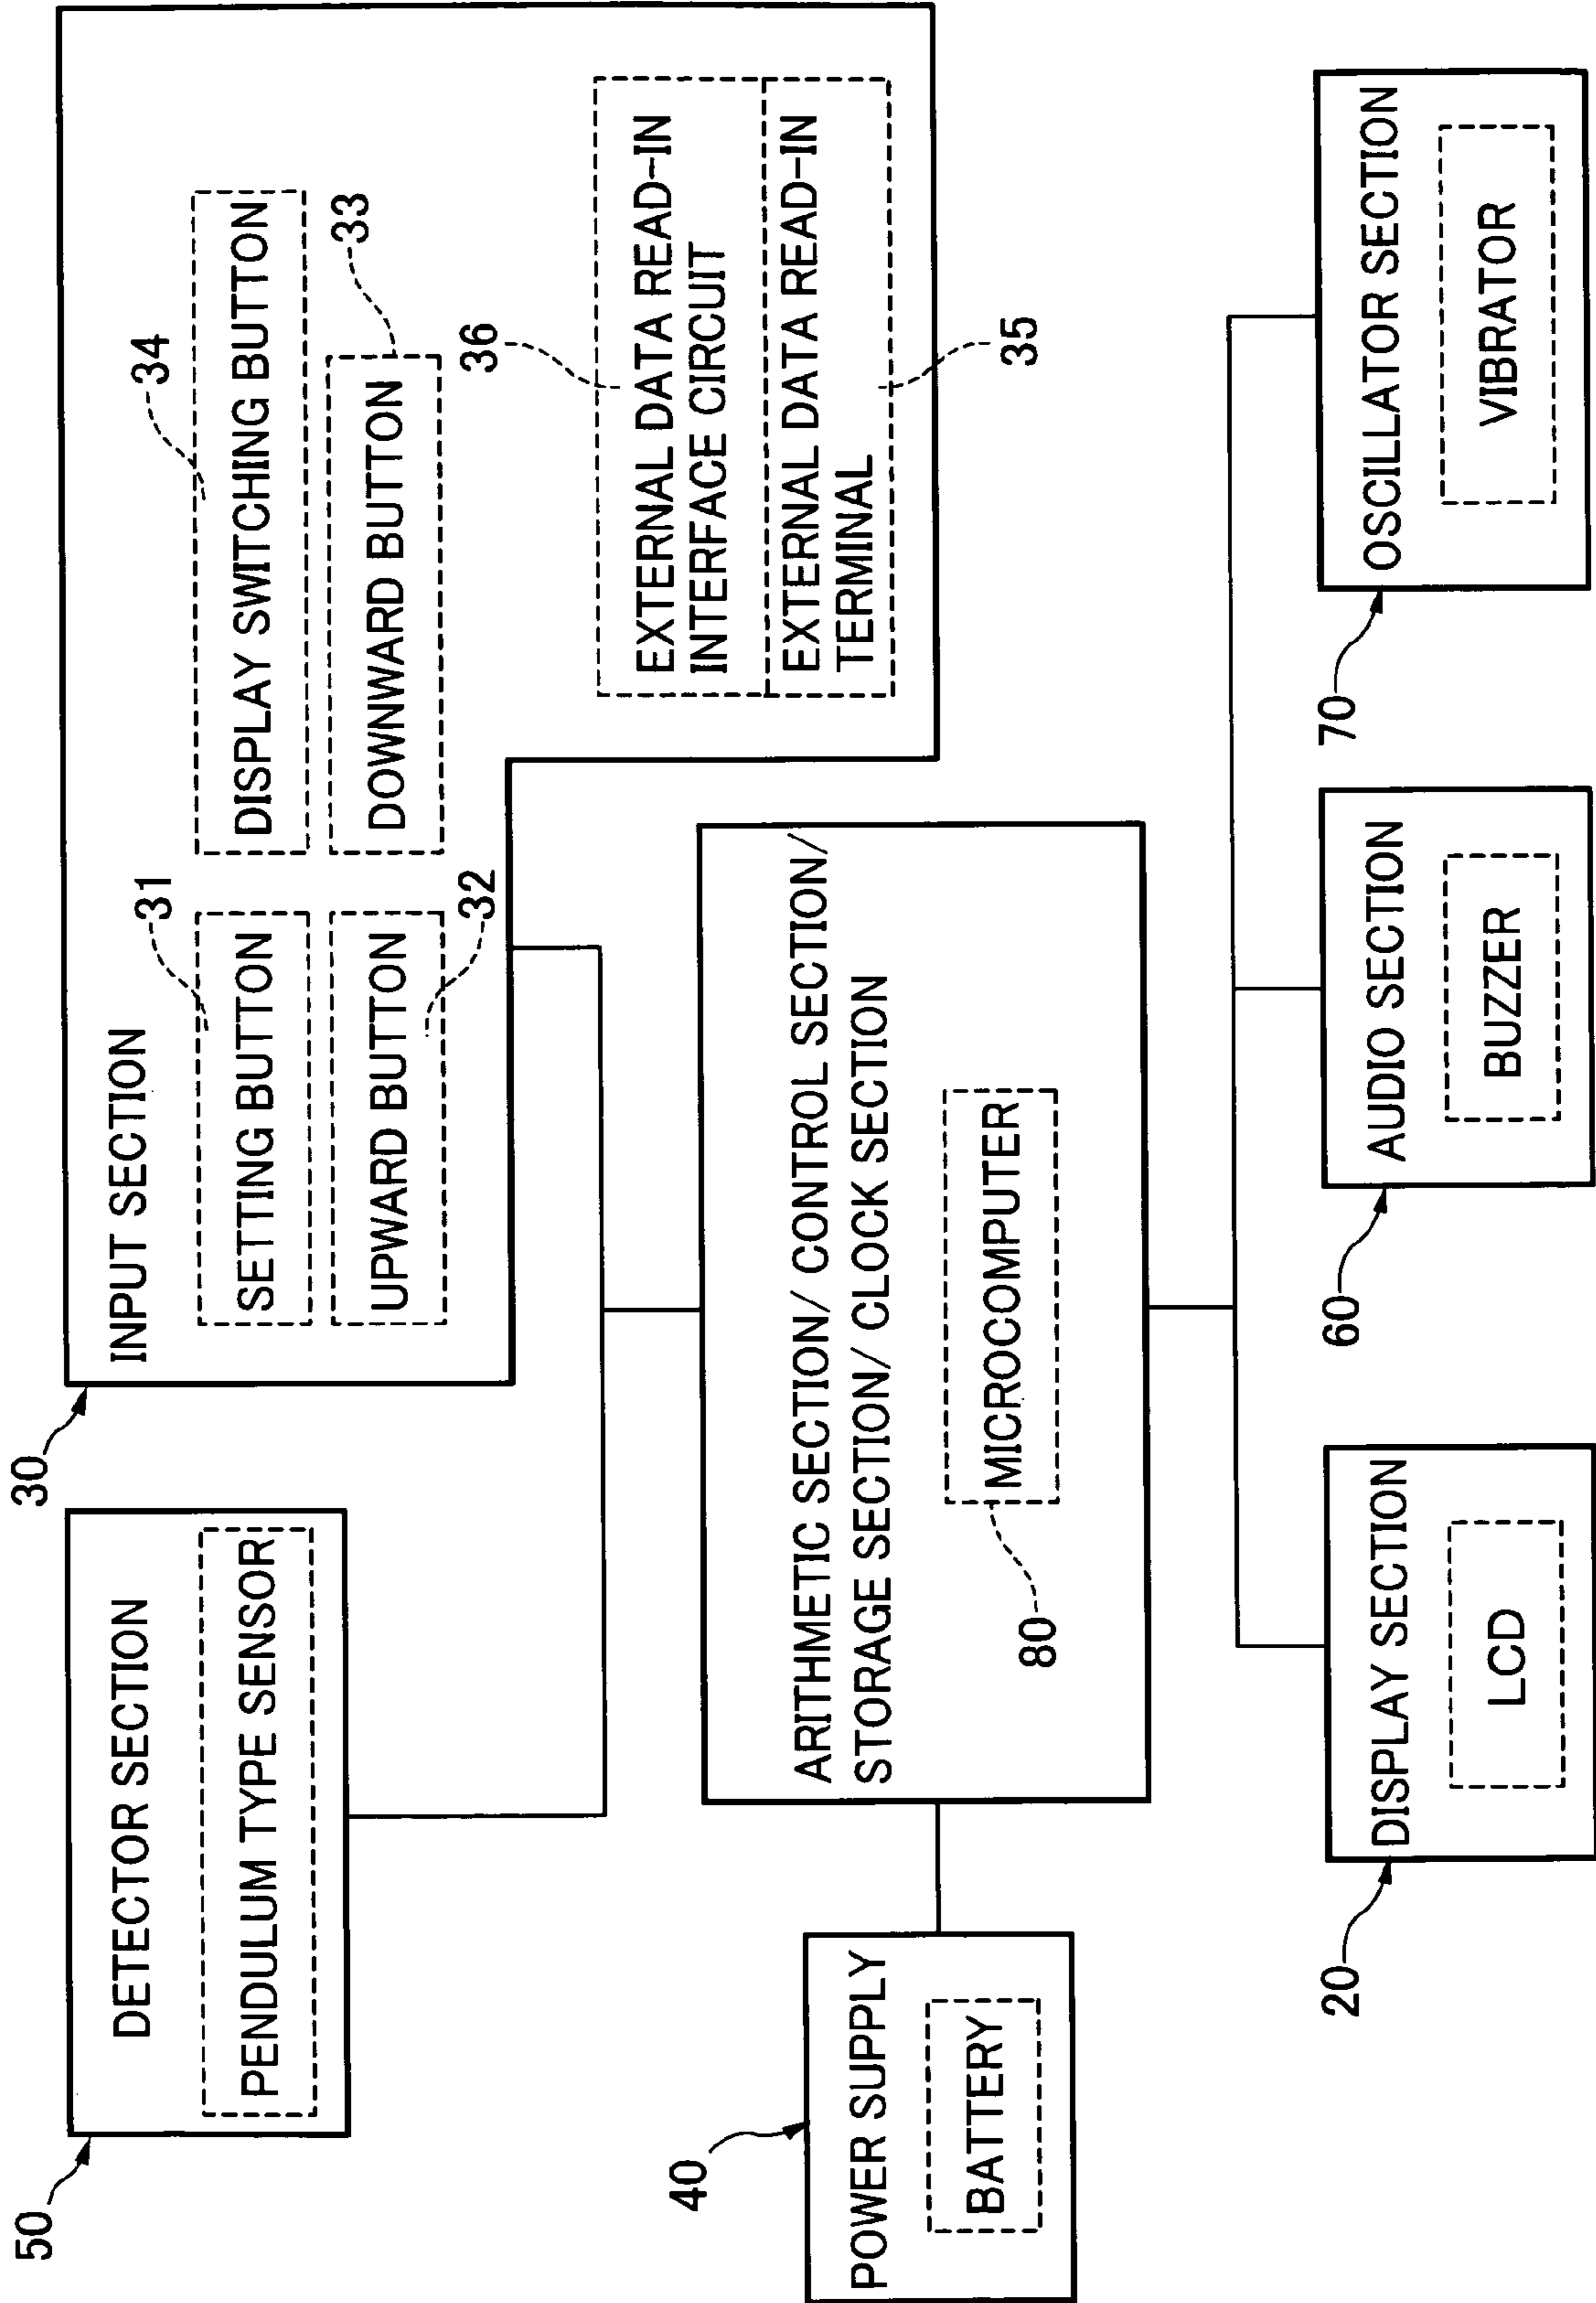 50
DETECTOR SECTION
PENDULUM TYPE SENSOR
30
INPUT SECTION
31
SETTING BUTTON
34
DISPLAY SWITCHING BUTTON
UPWARD BUTTON
32
DOWNWARD BUTTON
33
36
EXTERNAL DATA READ-IN
INTERFACE CIRCUIT
EXTERNAL DATA READ-IN
TERMINAL
35
40
POWER SUPPLY
BATTERY
ARITHMETIC SECTION/ CONTROL SECTION/
STORAGE SECTION/ CLOCK SECTION
MICROCOMPUTER
80
20
DISPLAY SECTION
LCD
60
AUDIO SECTION
BUZZER
70
OSCILLATOR SECTION
VIBRATOR